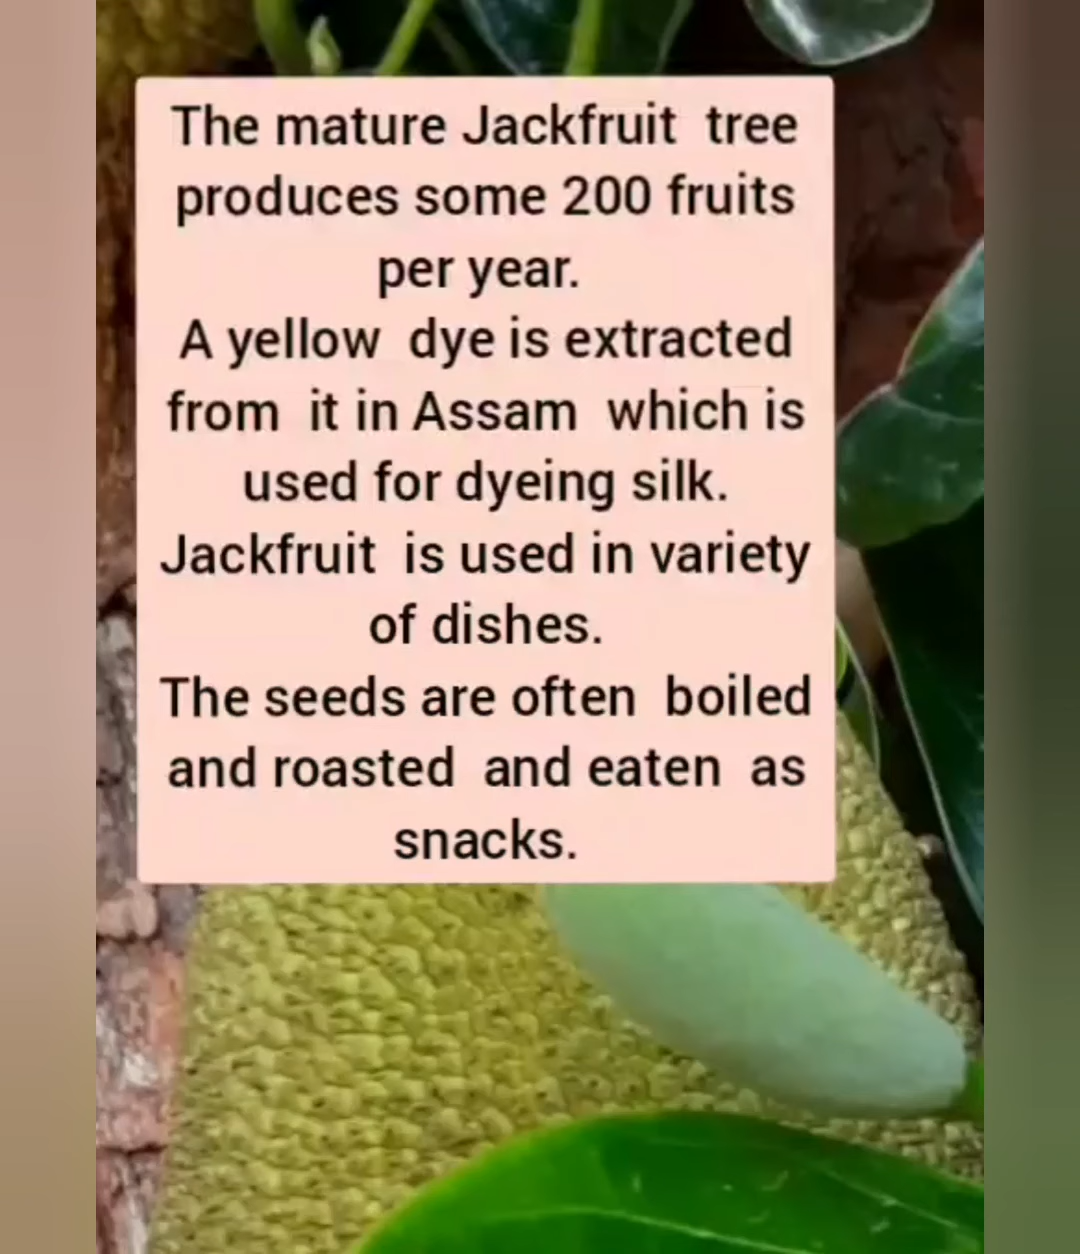 The mature Jackfruit tree
produces some 200 fruits
per year.
A yellow dye is extracted
from it in Assam which is
used for dyeing silk.
Jackfruit is used in variety
of dishes.
The seeds are often boiled
and roasted and eaten as
snacks.